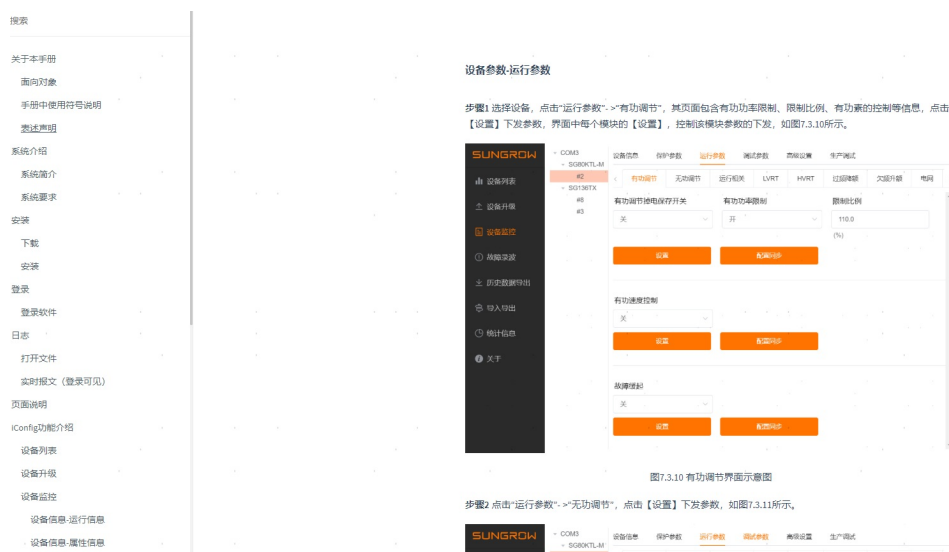 搜索
关于本手册
面向对象
手册中使用符号说明
表述声明
系统介绍
系统简介
系统要求
安装
下载
安装
登录
登录软件
日志
打开文件
实时报文（登录可见）
页面说明
iConfig功能介绍
设备列表
设备升级
设备监控
设备信息-运行信息
设备信息-属性信息
设备参数-运行参数
步骤1 选择设备，点击"运行参数"- >"有功调节"，其页面包含有功功率限制、限制比例、有功素的控制等信息，点击
【设置】下发参数，界面中每个模块的【设置】，控制该模块参数的下发，如图7.3.10所示。
SUNGROW
设备列表
设备升级
设备监控
故障录波
历史数据导出
导入导出
统计信息
关于
COM3
SG80KTL-M
#2
SG136TX
#8
#3
设备信息 保护参数 运行参数 调试参数 高级设置 生产测试
有功调节 无功调节 运行相关 LVRT HVRT 过频降额 欠频升额 电网
有功调节掉电保存开关 有功功率限制 限制比例
关 开 110.0
(%)
设置 配置同步
有功速度控制
关
设置 配置同步
故障缓起
关
设置 配置同步
图7.3.10 有功调节界面示意图
步骤2 点击"运行参数"- >"无功调节"，点击【设置】下发参数，如图7.3.11所示。
SUNGROW
COM3
SG80KTL-M
设备信息 保护参数 运行参数 调试参数 高级设置 生产测试